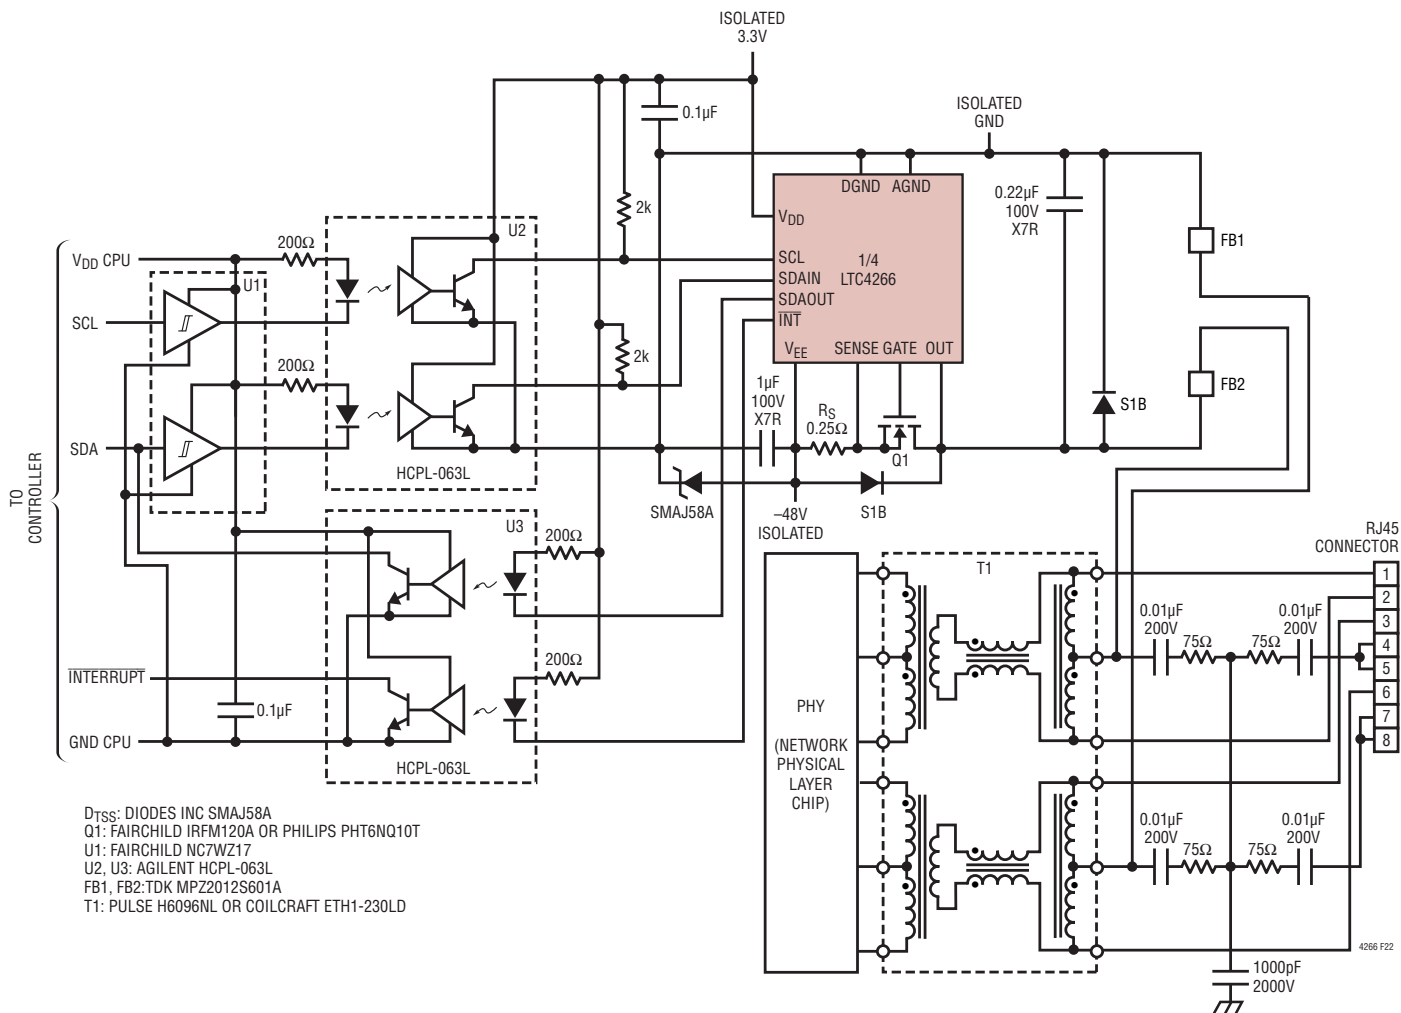 ISOLATED
3.3V
0.1µF
ISOLATED
GND
DGND AGND
0.22µF
100V
X7R
2k
VDD
FB1
U2
200Ω
VDD CPU
SCL
1/4
LTC4266
SDAIN
SDAOUT
INT
U1
SCL
2k
VEE
SENSE GATE OUT
200Ω
1µF
100V
X7R
FB2
S1B
RS
0.25Ω
SDA
Q1
HCPL-063L
TO
CONTROLLER
SMAJ58A
–48V
ISOLATED
S1B
U3
200Ω
RJ45
CONNECTOR
T1
1
2
3
4
5
6
7
8
0.01µF
200V
75Ω
75Ω
0.01µF
200V
200Ω
INTERRUPT
0.1µF
GND CPU
HCPL-063L
PHY
(NETWORK
PHYSICAL
LAYER
CHIP)
0.01µF
200V
75Ω
75Ω
0.01µF
200V
DTSS: DIODES INC SMAJ58A
Q1: FAIRCHILD IRFM120A OR PHILIPS PHT6NQ10T
U1: FAIRCHILD NC7WZ17
U2, U3: AGILENT HCPL-063L
FB1, FB2:TDK MPZ2012S601A
T1: PULSE H6096NL OR COILCRAFT ETH1-230LD
4266 F22
1000pF
2000V